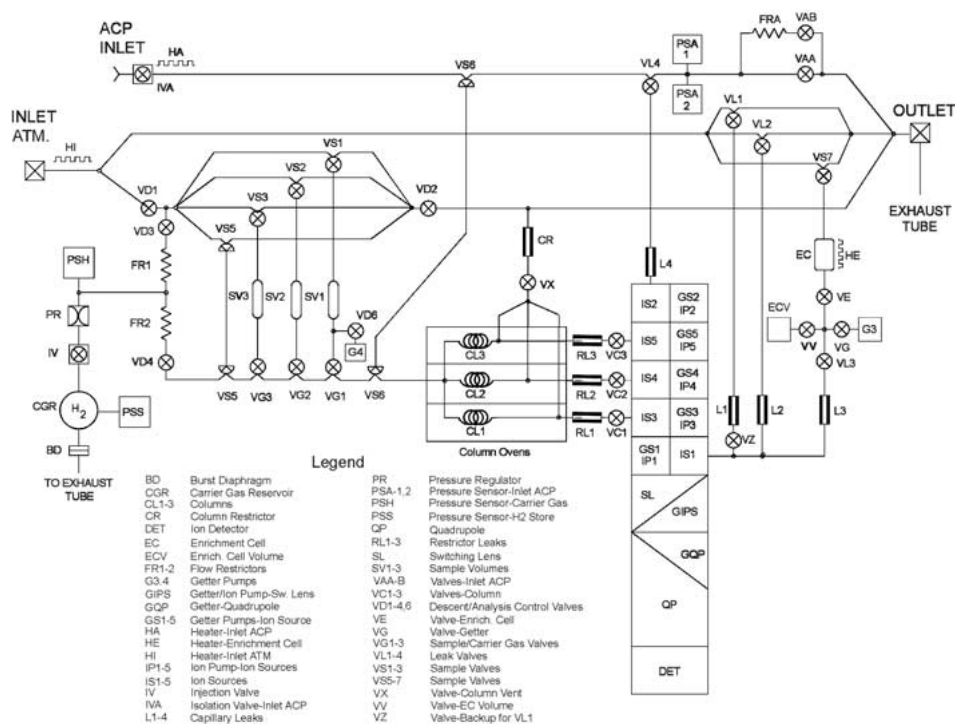 ACP INLET
HA
IVA
VS6
VL4
PSA 1
PSA 2
FRA
VAB
VAA
INLET ATM.
HI
VL1
VL2
VS7
OUTLET
EXHAUST TUBE
VS1
VS2
VS3
VS5
VD1
VD2
VD3
PSH
FR1
PR
FR2
IV
VD4
CGR
H2
PSS
BD
TO EXHAUST TUBE
SV3
SV2
SV1
VD6
G4
VS5
VG3
VG2
VG1
VS6
CR
VX
CL3
CL2
CL1
Column Ovens
RL3
VC3
RL2
VC2
RL1
VC1
L4
IS2
GS2 IP2
IS5
GS5 IP5
IS4
GS4 IP4
IS3
GS3 IP3
GS1 IP1
IS1
SL
GIPS
GQP
QP
DET
EC
HE
VE
ECV
VV
VG
G3
VL3
L1
L2
L3
VZ
Legend
BD Burst Diaphragm
CGR Carrier Gas Reservoir
CL1-3 Columns
CR Column Restrictor
DET Ion Detector
EC Enrichment Cell
ECV Enrich. Cell Volume
FR1-2 Flow Restrictors
G3.4 Getter Pumps
GIPS Getter/Ion Pump-Sw. Lens
GQP Getter-Quadrupole
GS1-5 Getter Pumps-Ion Source
HA Heater-Inlet ACP
HE Heater-Enrichment Cell
HI Heater-Inlet ATM
IP1-5 Ion Pump-Ion Sources
IS1-5 Ion Sources
IV Injection Valve
IVA Isolation Valve-Inlet ACP
L1-4 Capillary Leaks
PR Pressure Regulator
PSA-1,2 Pressure Sensor-Inlet ACP
PSH Pressure Sensor-Carrier Gas
PSS Pressure Sensor-H2 Store
QP Quadrupole
RL1-3 Restrictor Leaks
SL Switching Lens
SV1-3 Sample Volumes
VAA-B Valves-Inlet ACP
VC1-3 Valves-Column
VD1-4,6 Descent/Analysis Control Valves
VE Valve-Enrich. Cell
VG Valve-Getter
VG1-3 Sample/Carrier Gas Valves
VL1-4 Leak Valves
VS1-3 Sample Valves
VS5-7 Sample Valves
VX Valve-Column Vent
VV Valve-EC Volume
VZ Valve-Backup for VL1